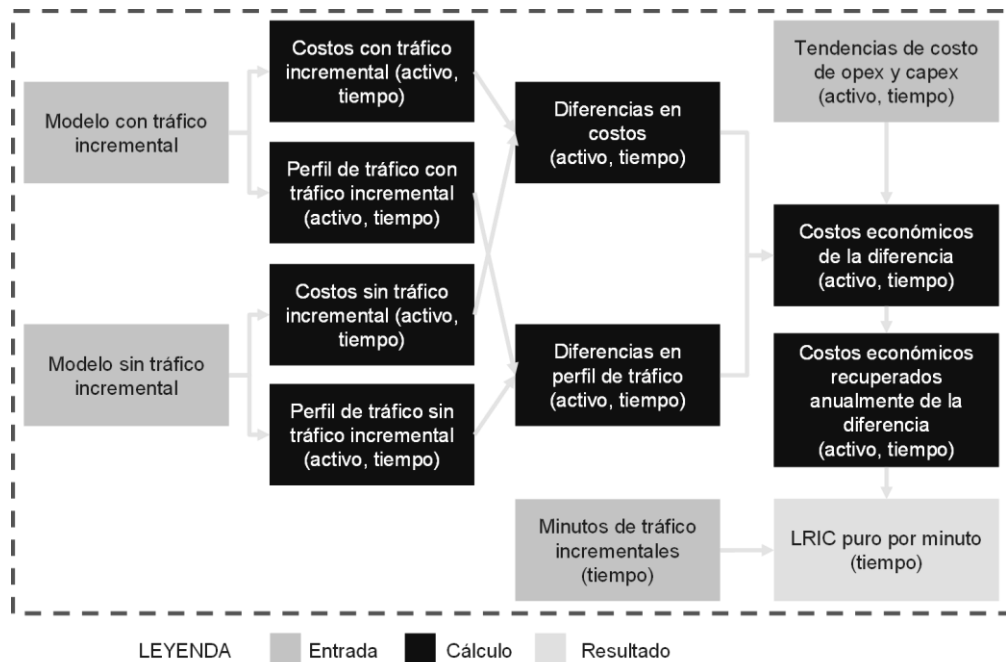 Modelo con tráfico
incremental
Modelo sin tráfico
incremental
Costos con tráfico
incremental (activo,
tiempo)
Perfil de tráfico con
tráfico incremental
(activo, tiempo)
Costos sin tráfico
incremental (activo,
tiempo)
Perfil de tráfico sin
tráfico incremental
(activo, tiempo)
Diferencias en
costos
(activo, tiempo)
Diferencias en
perfil de tráfico
(activo, tiempo)
Minutos de tráfico
incrementales
(tiempo)
Tendencias de costo
de opex y capex
(activo, tiempo)
Costos económicos
de la diferencia
(activo, tiempo)
Costos económicos
recuperados
anualmente de la
diferencia
(activo, tiempo)
LRIC puro por minuto
(tiempo)
LEYENDA
Entrada
Cálculo
Resultado